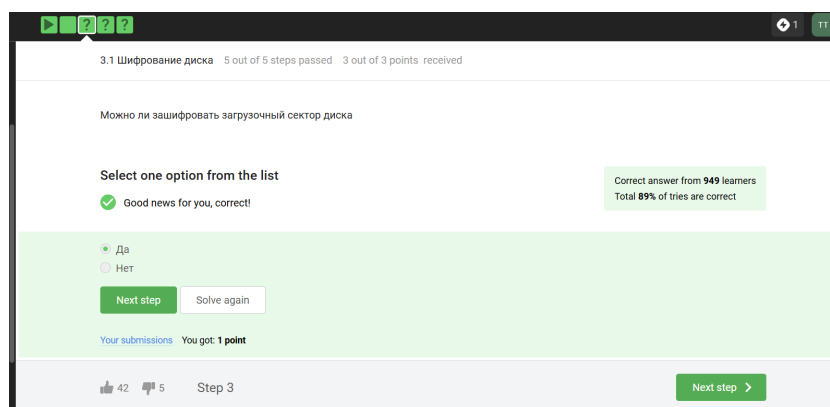 ? ? ?
1
TT
3.1 Шифрование диска 5 out of 5 steps passed 3 out of 3 points received
Можно ли зашифровать загрузочный сектор диска
Select one option from the list
Correct answer from 949 learners
Total 89% of tries are correct
Good news for you, correct!
Да
Нет
Next step Solve again
Your submissions You got: 1 point
42 5 Step 3 Next step